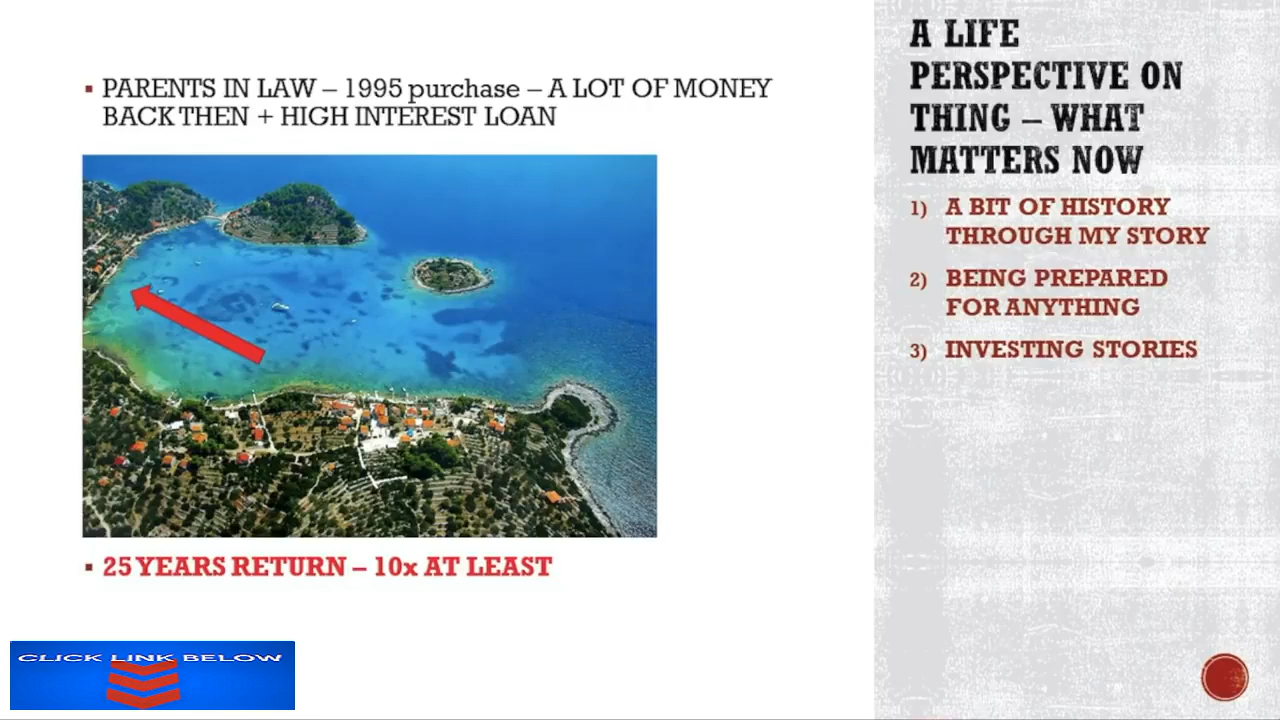 PARENTS IN LAW – 1995 purchase – A LOT OF MONEY
BACK THEN + HIGH INTEREST LOAN
25 YEARS RETURN – 10x AT LEAST
CLICK LINK BELOW
A LIFE
PERSPECTIVE ON
THING – WHAT
MATTERS NOW
1) A BIT OF HISTORY
THROUGH MY STORY
2) BEING PREPARED
FOR ANYTHING
3) INVESTING STORIES